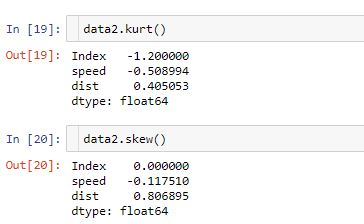 In [19]: data2.kurt()
Out[19]: Index   -1.200000
speed   -0.508994
dist     0.405053
dtype: float64
In [20]: data2.skew()
Out[20]: Index    0.000000
speed   -0.117510
dist     0.806895
dtype: float64